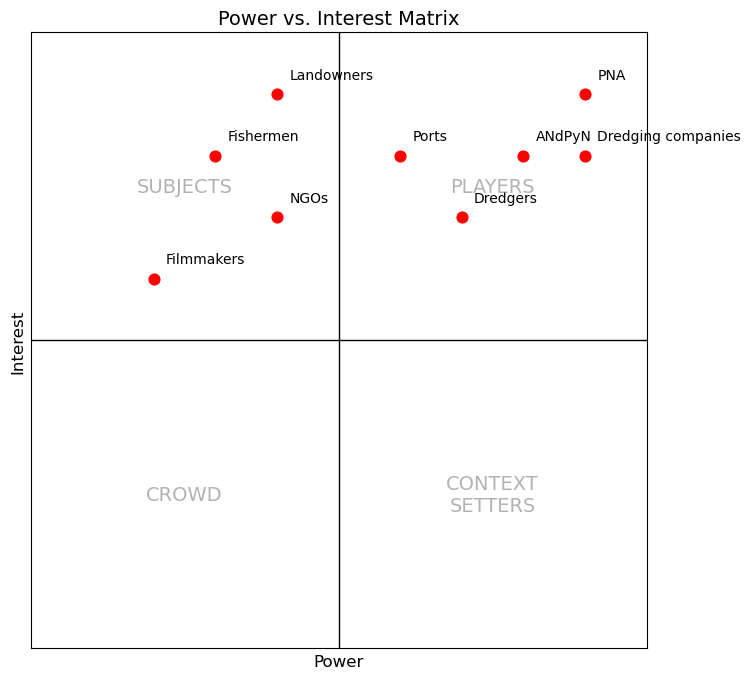 Power vs. Interest Matrix
Landowners
PNA
Fishermen
Ports
ANdPyN
Dredging companies
SUBJECTS
PLAYERS
NGOs
Dredgers
Filmmakers
Interest
CROWD
CONTEXT
SETTERS
Power